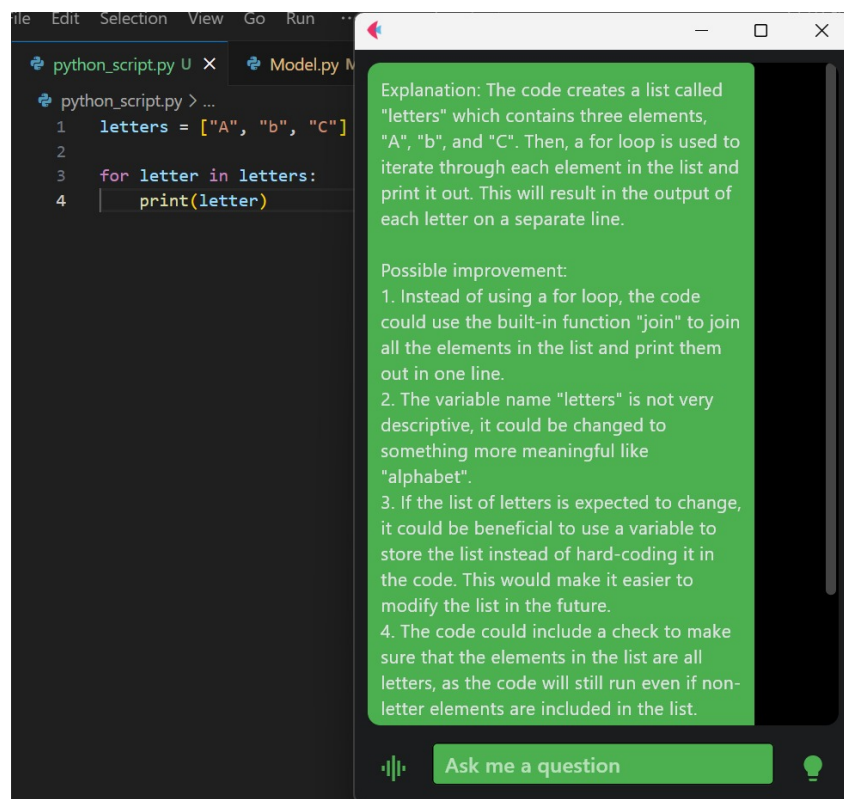 ile Edit Selection View Go Run ...
python_script.py U X Model.py M
python_script.py > ...
1 letters = ["A", "b", "C"]
2
3 for letter in letters:
4 print(letter)
Explanation: The code creates a list called
"letters" which contains three elements,
"A", "b", and "C". Then, a for loop is used to
iterate through each element in the list and
print it out. This will result in the output of
each letter on a separate line.
Possible improvement:
1. Instead of using a for loop, the code
could use the built-in function "join" to join
all the elements in the list and print them
out in one line.
2. The variable name "letters" is not very
descriptive, it could be changed to
something more meaningful like
"alphabet".
3. If the list of letters is expected to change,
it could be beneficial to use a variable to
store the list instead of hard-coding it in
the code. This would make it easier to
modify the list in the future.
4. The code could include a check to make
sure that the elements in the list are all
letters, as the code will still run even if non-
letter elements are included in the list.
Ask me a question